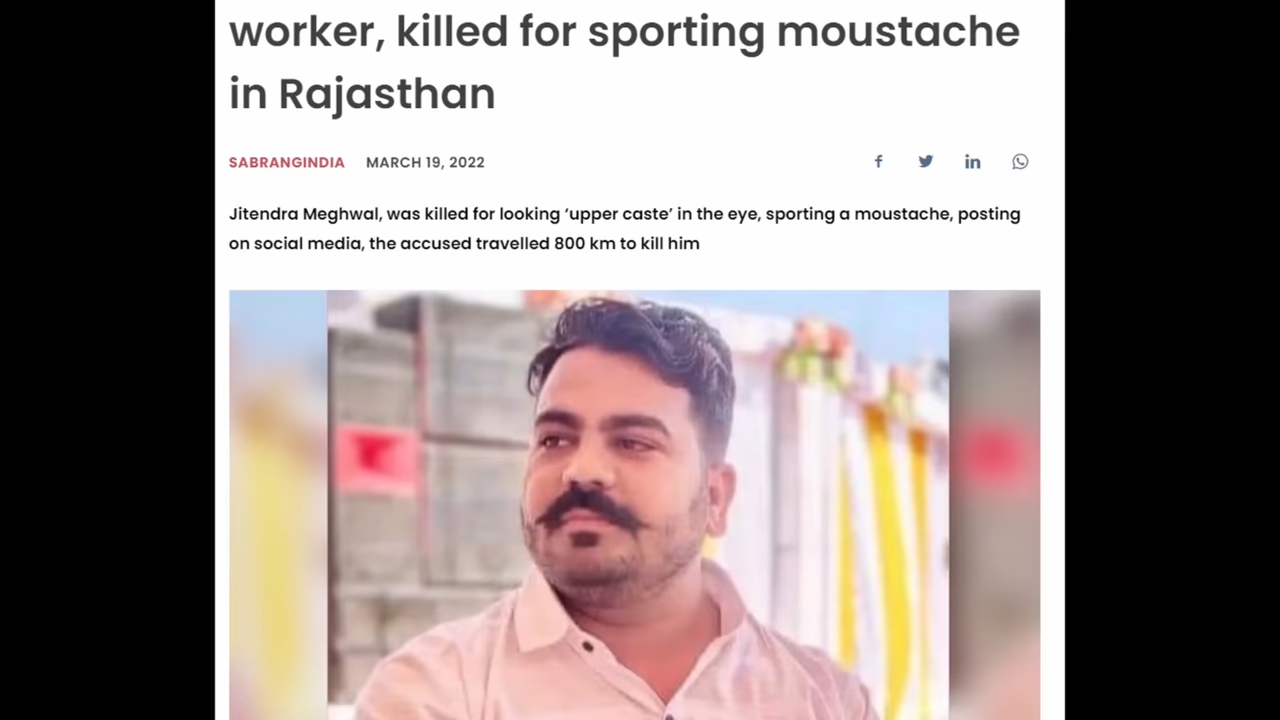 worker, killed for sporting moustache
in Rajasthan
SABRANGINDIA MARCH 19, 2022
Jitendra Meghwal, was killed for looking ‘upper caste’ in the eye, sporting a moustache, posting
on social media, the accused travelled 800 km to kill him